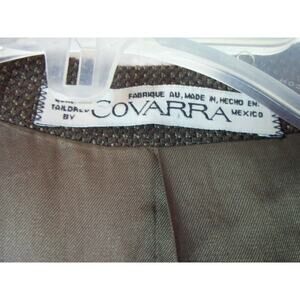 FABRIQUE AU, MADE IN, HECHO EN:
TAILORED
BY
COVARRA
MEXICO